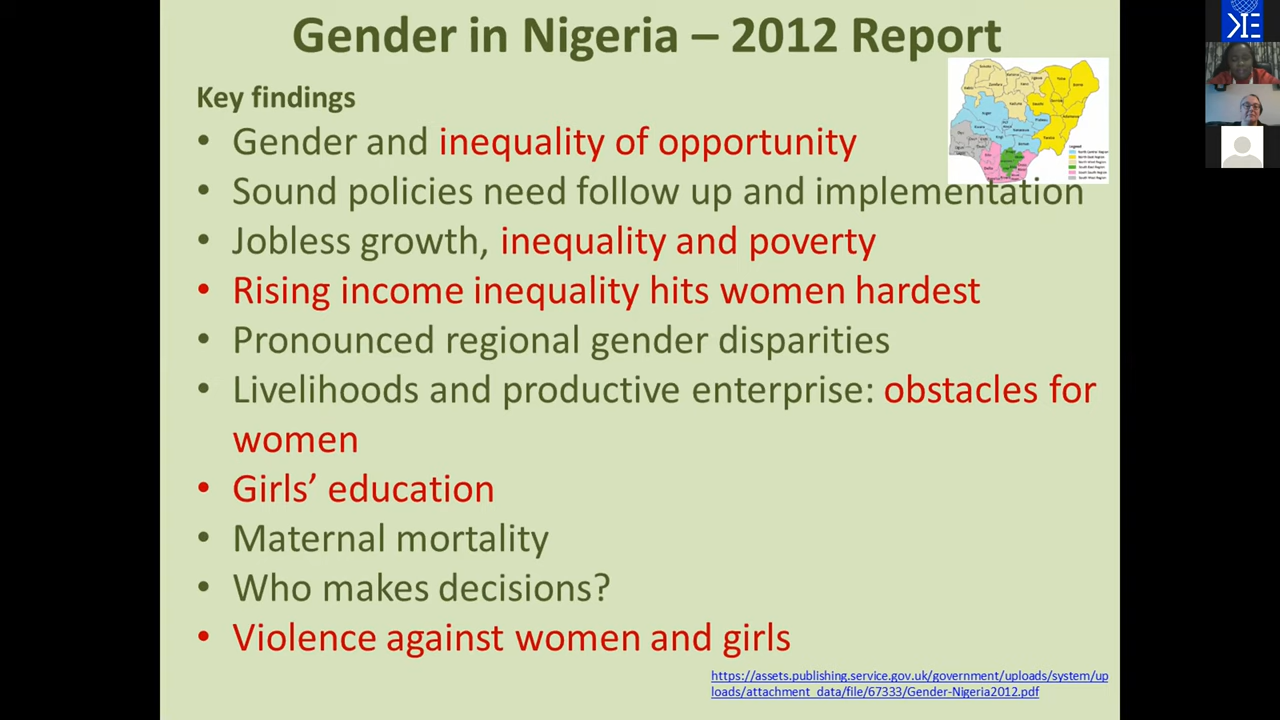 Gender in Nigeria – 2012 Report
Key findings
• Gender and inequality of opportunity
• Sound policies need follow up and implementation
• Jobless growth, inequality and poverty
• Rising income inequality hits women hardest
• Pronounced regional gender disparities
• Livelihoods and productive enterprise: obstacles for
women
• Girls’ education
• Maternal mortality
• Who makes decisions?
• Violence against women and girls
https://assets.publishing.service.gov.uk/government/uploads/system/up
loads/attachment_data/file/67333/Gender-Nigeria2012.pdf